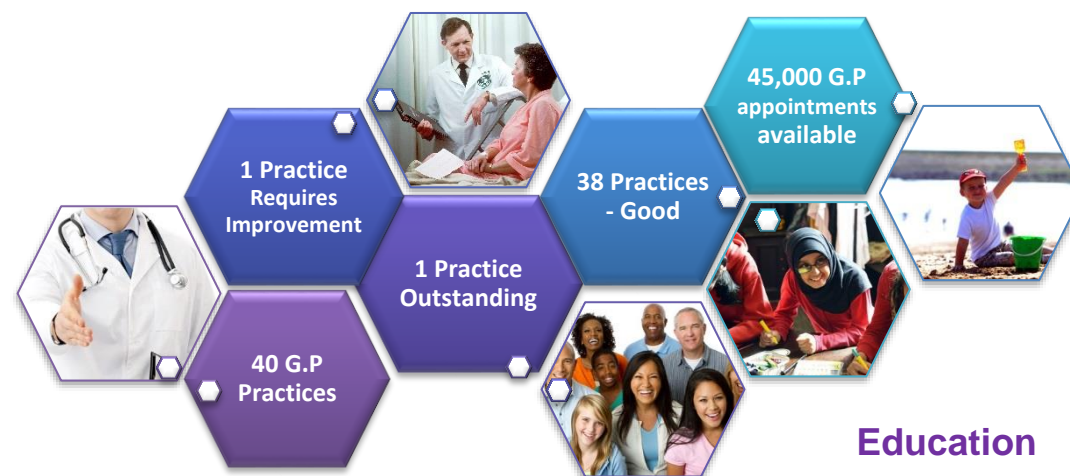 45,000 G.P
appointments
available
1 Practice
Requires
Improvement
38 Practices
- Good
1 Practice
Outstanding
40 G.P
Practices
Education